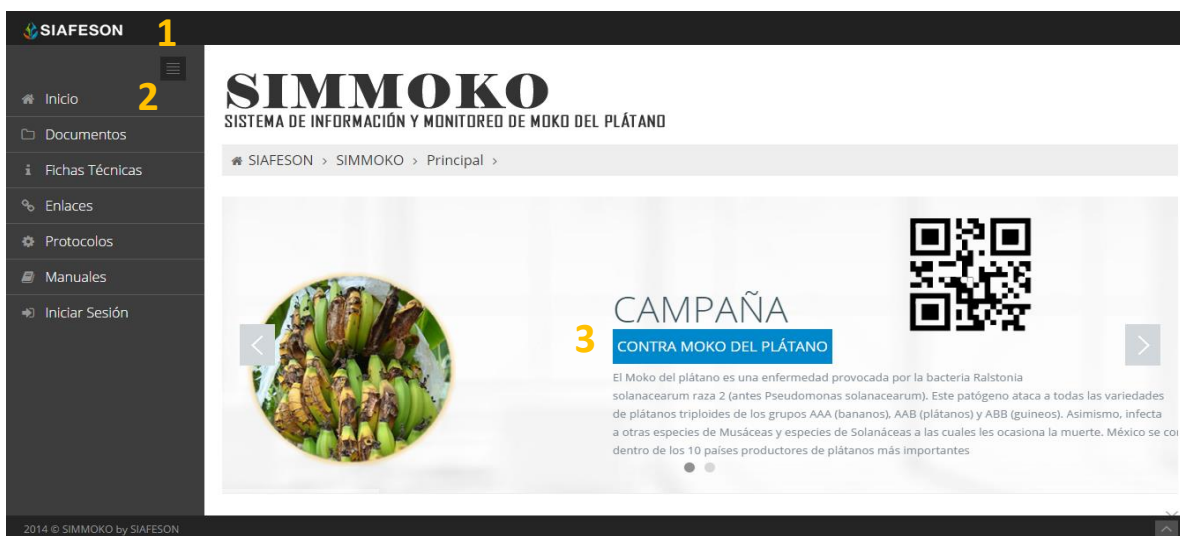 SIAFESON
1
2
Inicio
Documentos
Fichas Técnicas
Enlaces
Protocolos
Manuales
Iniciar Sesión
SIMMOKO
SISTEMA DE INFORMACIÓN Y MONITOREO DE MOKO DEL PLÁTANO
SIAFESON > SIMMOKO > Principal >
CAMPAÑA
3
CONTRA MOKO DEL PLÁTANO
El Moko del plátano es una enfermedad provocada por la bacteria Ralstonia
solanacearum raza 2 (antes Pseudomonas solanacearum). Este patógeno ataca a todas las variedades
de plátanos triploides de los grupos AAA (bananos), AAB (plátanos) y ABB (guineos). Asimismo, infecta
a otras especies de Musáceas y especies de Solanáceas a las cuales les ocasiona la muerte. México se co
dentro de los 10 países productores de plátanos más importantes
2014 © SIMMOKO by SIAFESON